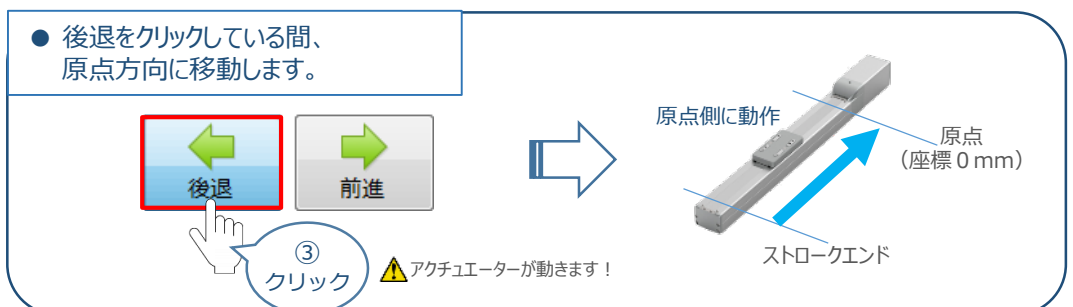 ● 後退をクリックしている間、
原点方向に移動します。
後退
前進
③
クリック
アクチュエーターが動きます！
原点側に動作
原点
（座標０mm）
ストロークエンド